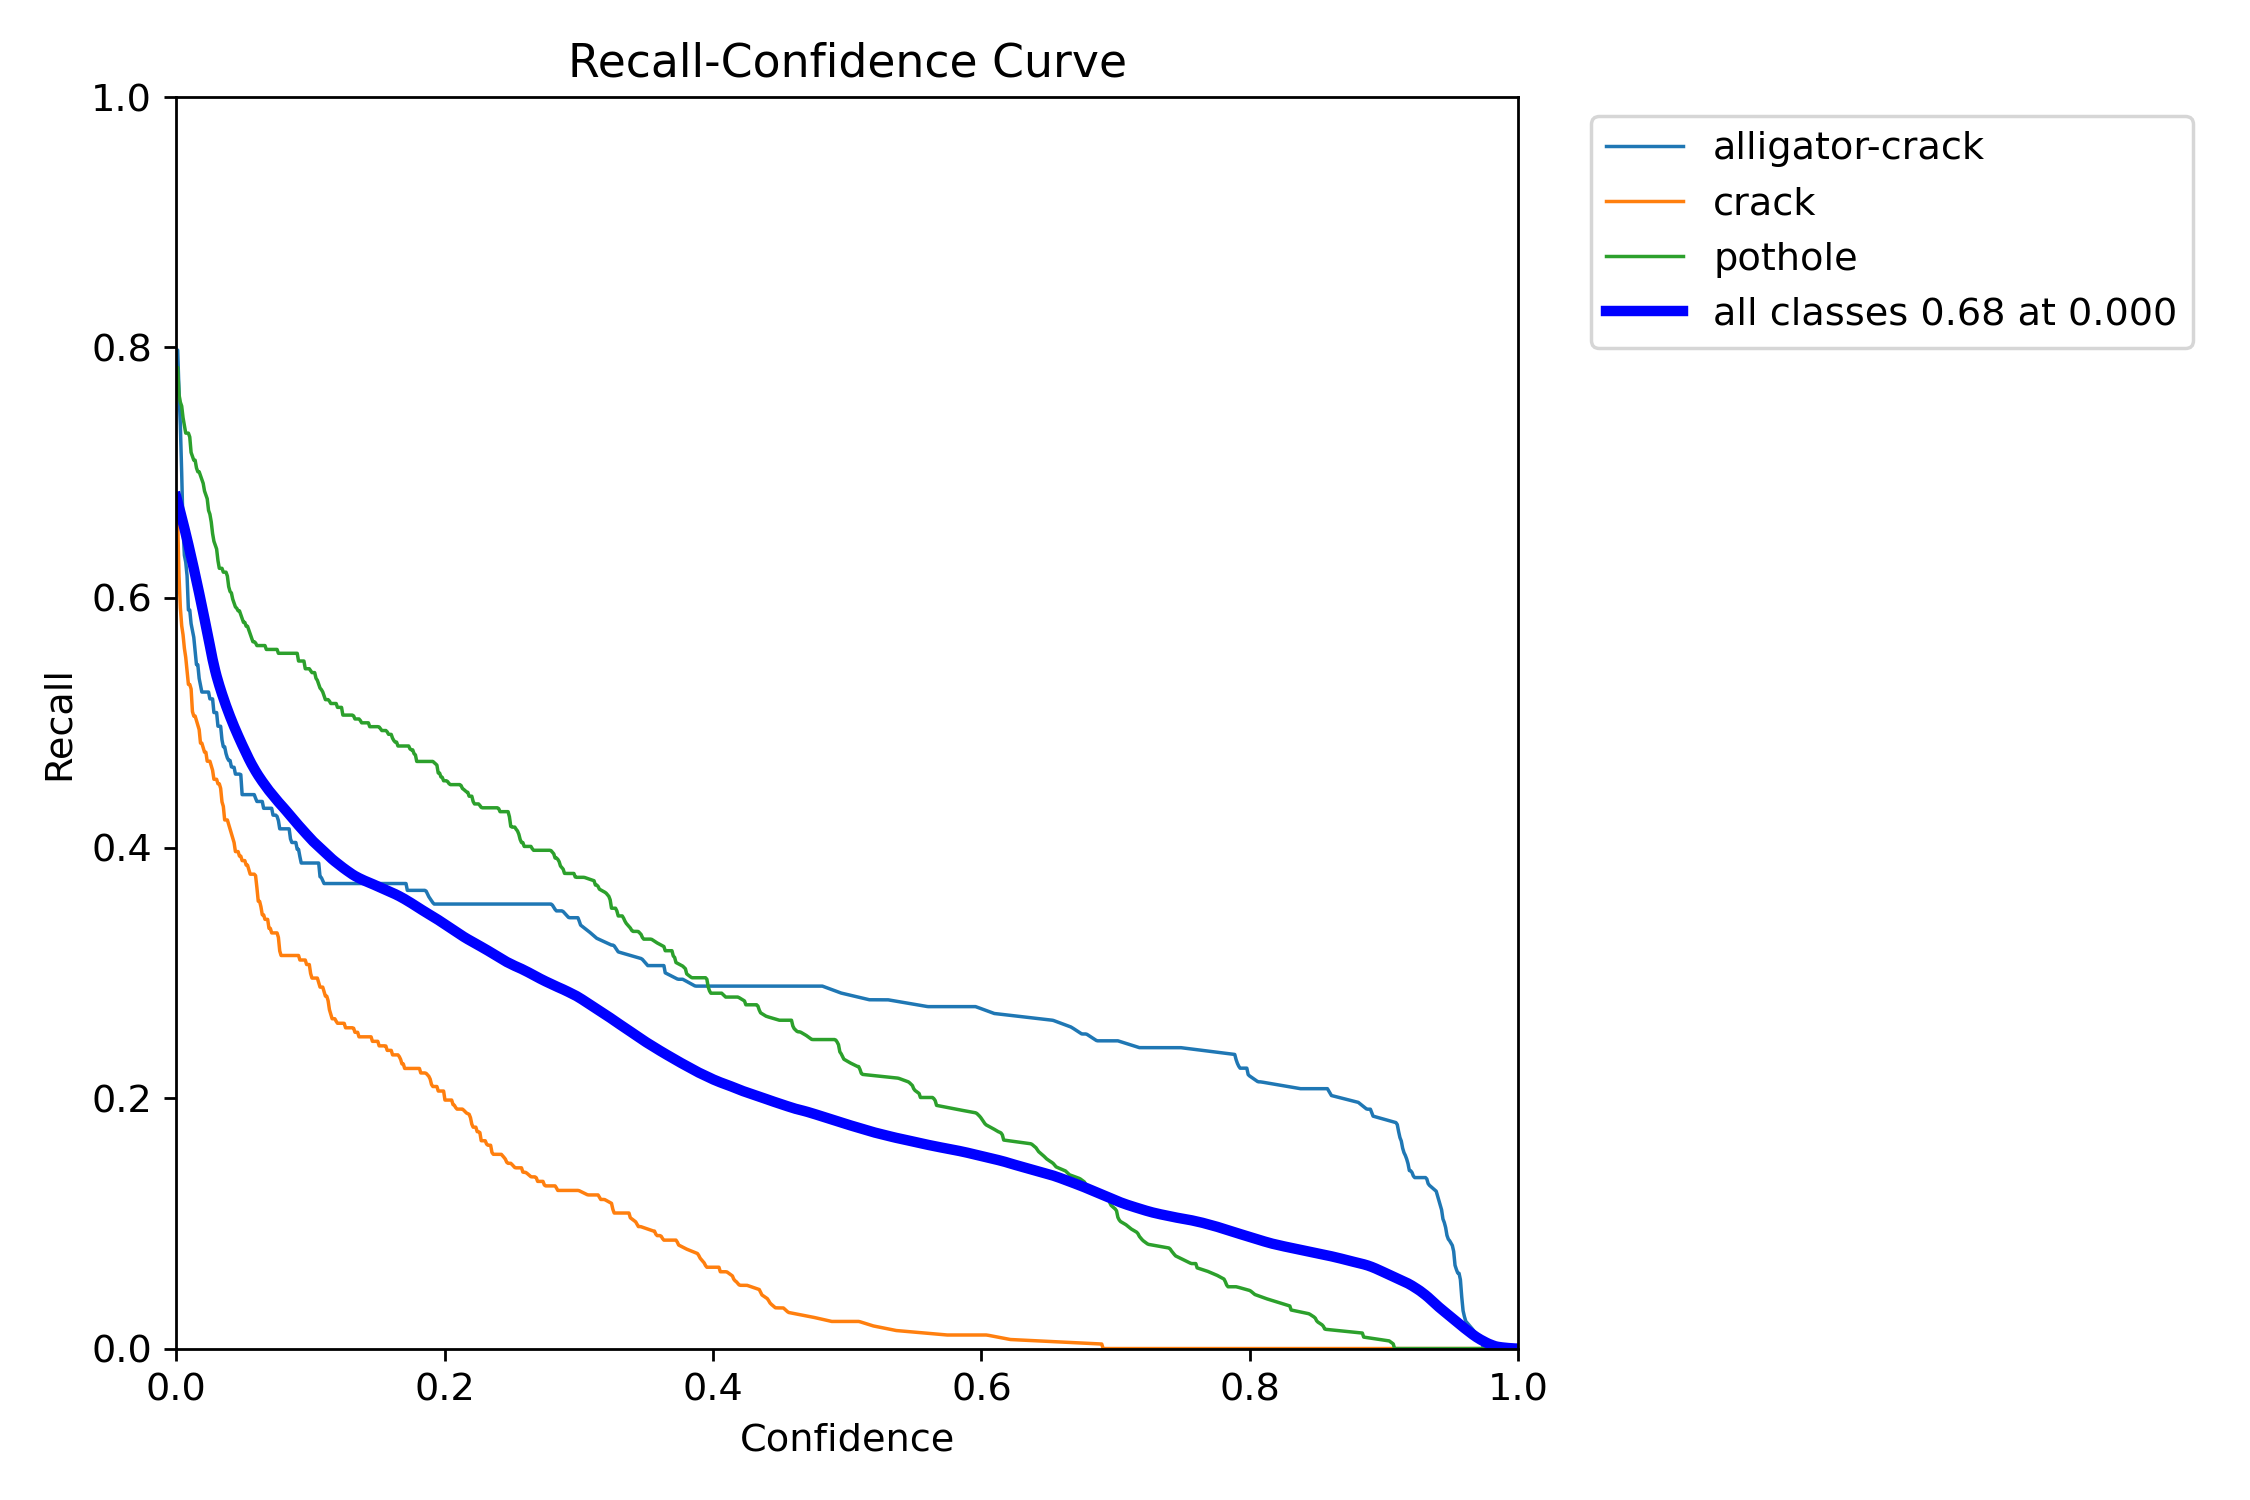 Recall-Confidence Curve
1.0
0.8
0.6
0.4
0.2
0.0
Recall
0.0 0.2 0.4 0.6 0.8 1.0
Confidence
alligator-crack
crack
pothole
all classes 0.68 at 0.000